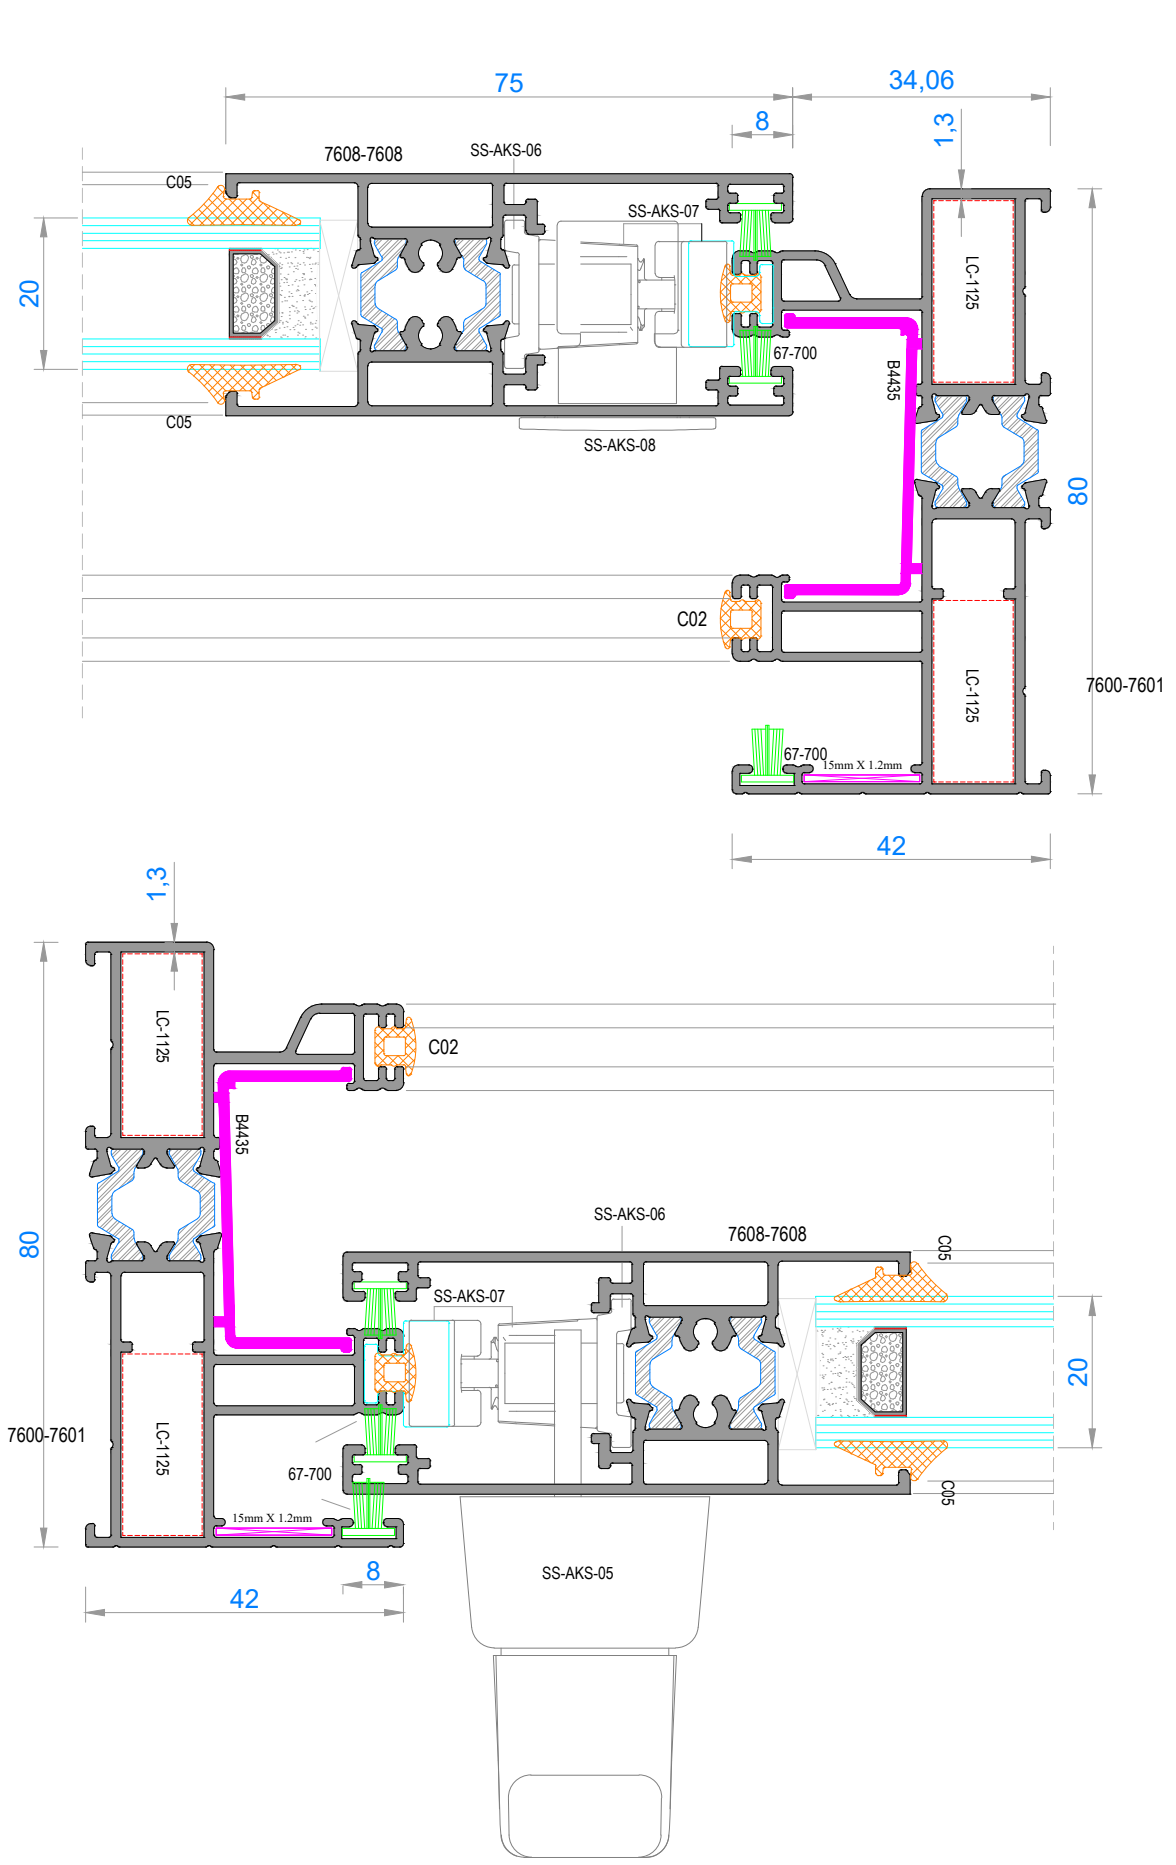 75
34,06
8
1,3
7608-7608
SS-AKS-06
C05
SS-AKS-07
LC-1125
20
67-700
B4435
C05
SS-AKS-08
80
C02
LC-1125
7600-7601
67-700
15mm X 1.2mm
42
1,3
LC-1125
C02
B4435
SS-AKS-06
7608-7608
C05
80
SS-AKS-07
20
7600-7601
LC-1125
67-700
C05
15mm X 1.2mm
8
SS-AKS-05
42